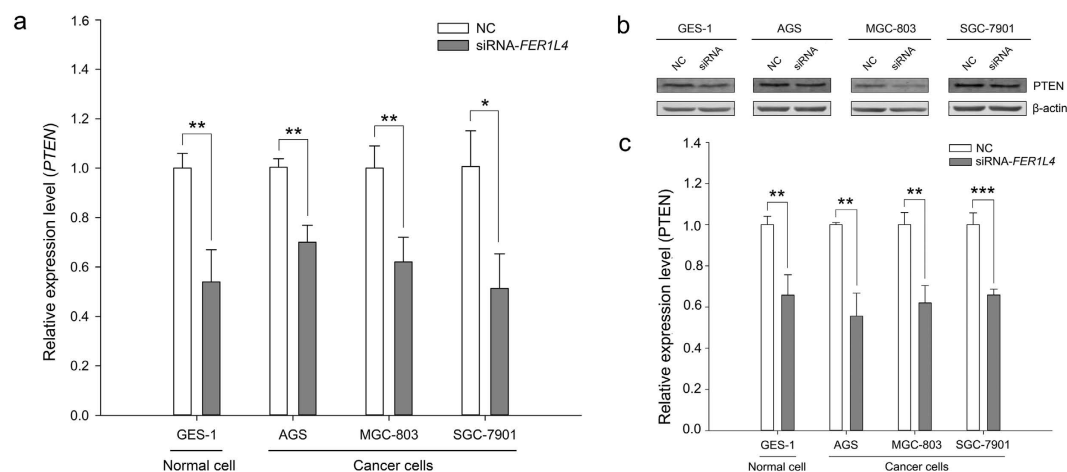 a
Relative expression level (PTEN)
1.6
1.4
1.2
1.0
0.8
0.6
0.4
0.2
0.0
NC
siRNA-FER1L4
**
**
**
*
GES-1
AGS
MGC-803
SGC-7901
Normal cell
Cancer cells
b
GES-1
AGS
MGC-803
SGC-7901
NC
siRNA
NC
siRNA
NC
siRNA
NC
siRNA
PTEN
β-actin
c
Relative expression level (PTEN)
1.4
1.2
1.0
0.8
0.6
0.4
0.2
0.0
NC
siRNA-FER1L4
**
**
**
***
GES-1
AGS
MGC-803
SGC-7901
Normal cell
Cancer cells